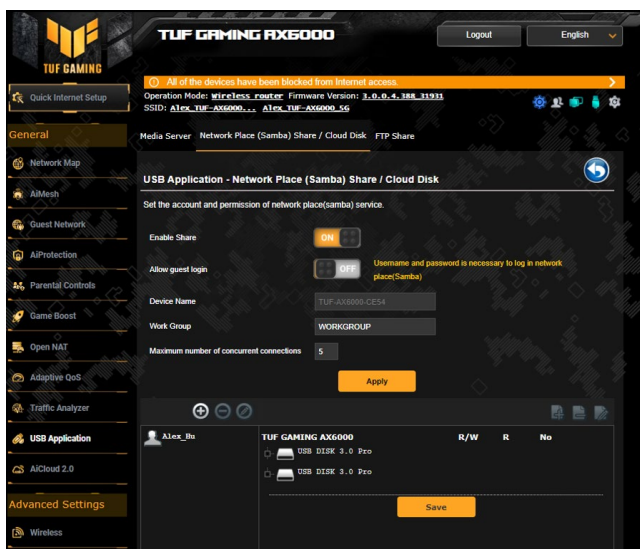 TUF GAMING
TUF GAMING AX6000
Logout
English
All of the devices have been blocked from Internet access.
Quick Internet Setup
Operation Mode: Wireless router Firmware Version: 3.0.0.4.388_31931
SSID: Alex_TUF-AX6000... Alex_TUF-AX6000_5G
General
Media Server Network Place (Samba) Share / Cloud Disk FTP Share
Network Map
USB Application - Network Place (Samba) Share / Cloud Disk
AiMesh
Set the account and permission of network place(samba) service.
Guest Network
Enable Share ON
AiProtection
Allow guest login OFF Username and password is necessary to log in network
place(Samba)
Parental Controls
Device Name TUF-AX6000-CE54
Game Boost
Work Group WORKGROUP
Open NAT
Maximum number of concurrent connections 5
Adaptive QoS
Apply
Traffic Analyzer
USB Application
Alex_Hu
TUF GAMING AX6000 R/W R No
USB DISK 3.0 Pro
USB DISK 3.0 Pro
AiCloud 2.0
Save
Advanced Settings
Wireless